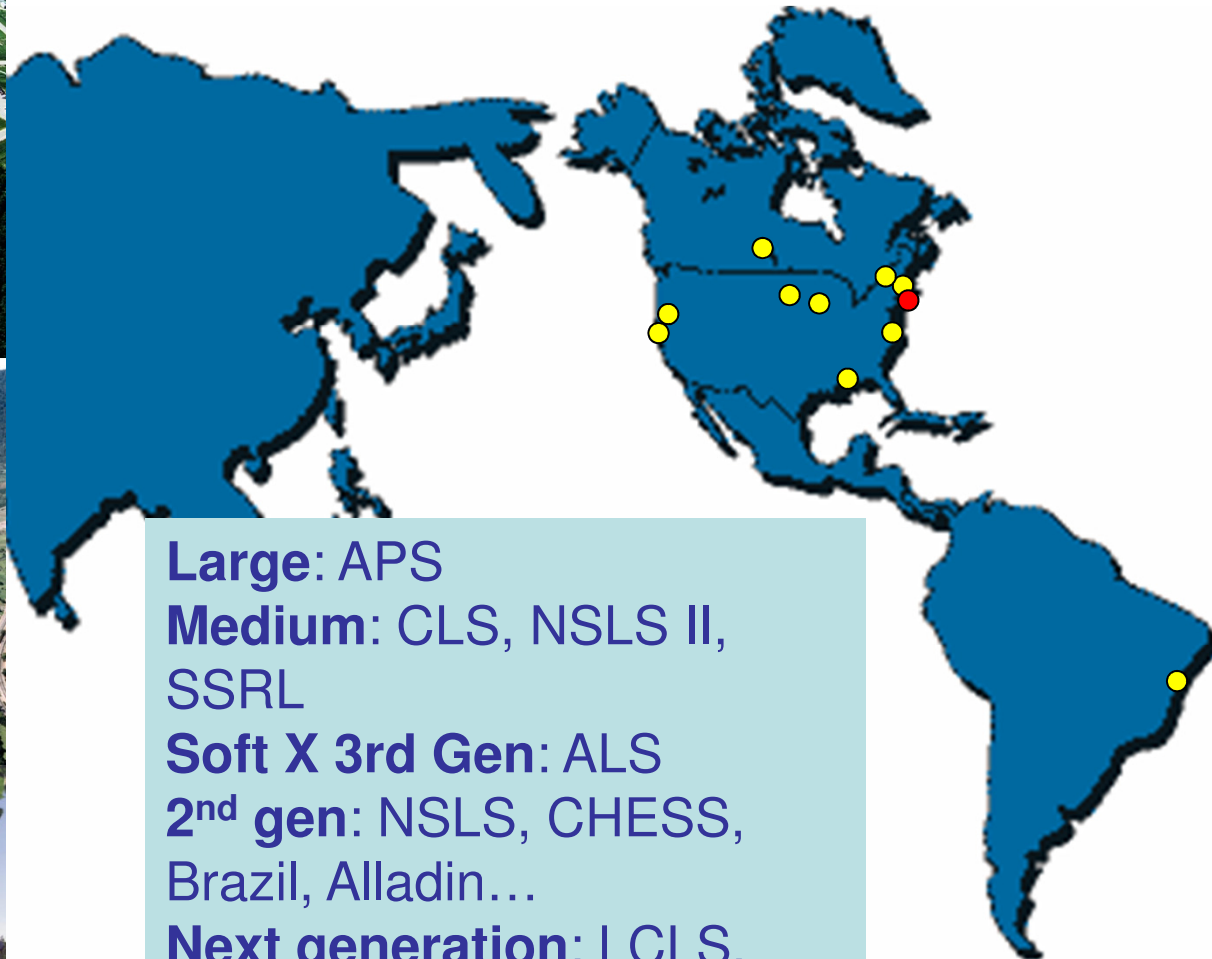 Large: APS
Medium: CLS, NSLS II,
SSRL
Soft X 3rd Gen: ALS
2nd gen: NSLS, CHESS,
Brazil, Alladin…
Next generation: LCLS,